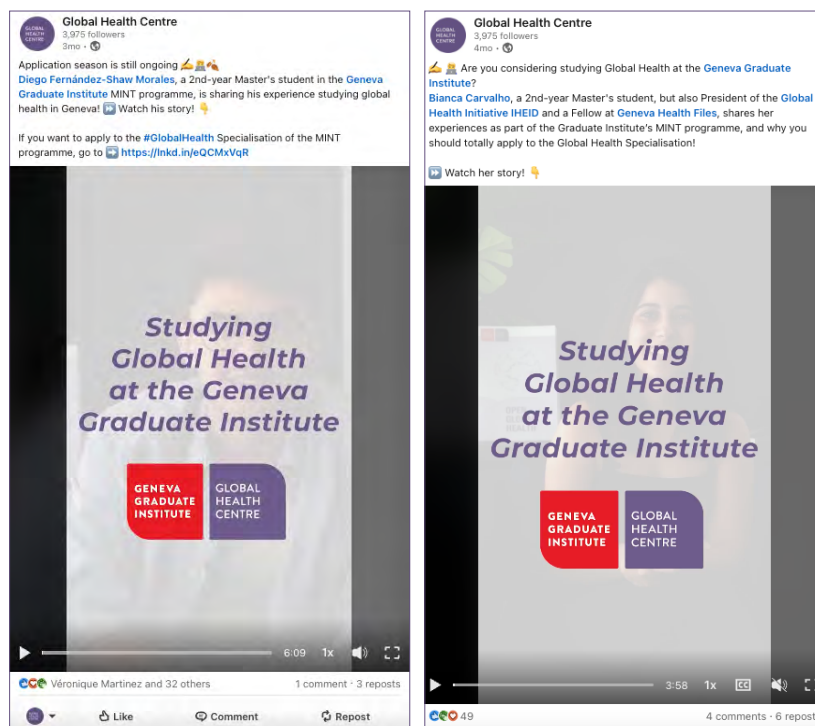 Global Health Centre
3,975 followers
3mo •
Application season is still ongoing ✍️👩‍💻🍂
Diego Fernández-Shaw Morales, a 2nd-year Master's student in the Geneva
Graduate Institute MINT programme, is sharing his experience studying global
health in Geneva! ⏩ Watch his story! 👇
If you want to apply to the #GlobalHealth Specialisation of the MINT
programme, go to ➡️ https://lnkd.in/eQCMxVqR
Studying
Global Health
at the Geneva
Graduate Institute
GENEVA
GRADUATE
INSTITUTE
GLOBAL
HEALTH
CENTRE
6:09 1x
Véronique Martinez and 32 others 1 comment · 3 reposts
Like Comment Repost
Global Health Centre
3,975 followers
4mo •
✍️ 👩‍💻 Are you considering studying Global Health at the Geneva Graduate
Institute?
Bianca Carvalho, a 2nd-year Master's student, but also President of the Global
Health Initiative IHEID and a Fellow at Geneva Health Files, shares her
experiences as part of the Graduate Institute's MINT programme, and why you
should totally apply to the Global Health Specialisation!
⏩ Watch her story! 👇
Studying
Global Health
at the Geneva
Graduate Institute
GENEVA
GRADUATE
INSTITUTE
GLOBAL
HEALTH
CENTRE
3:58 1x CC
49 4 comments · 6 repost